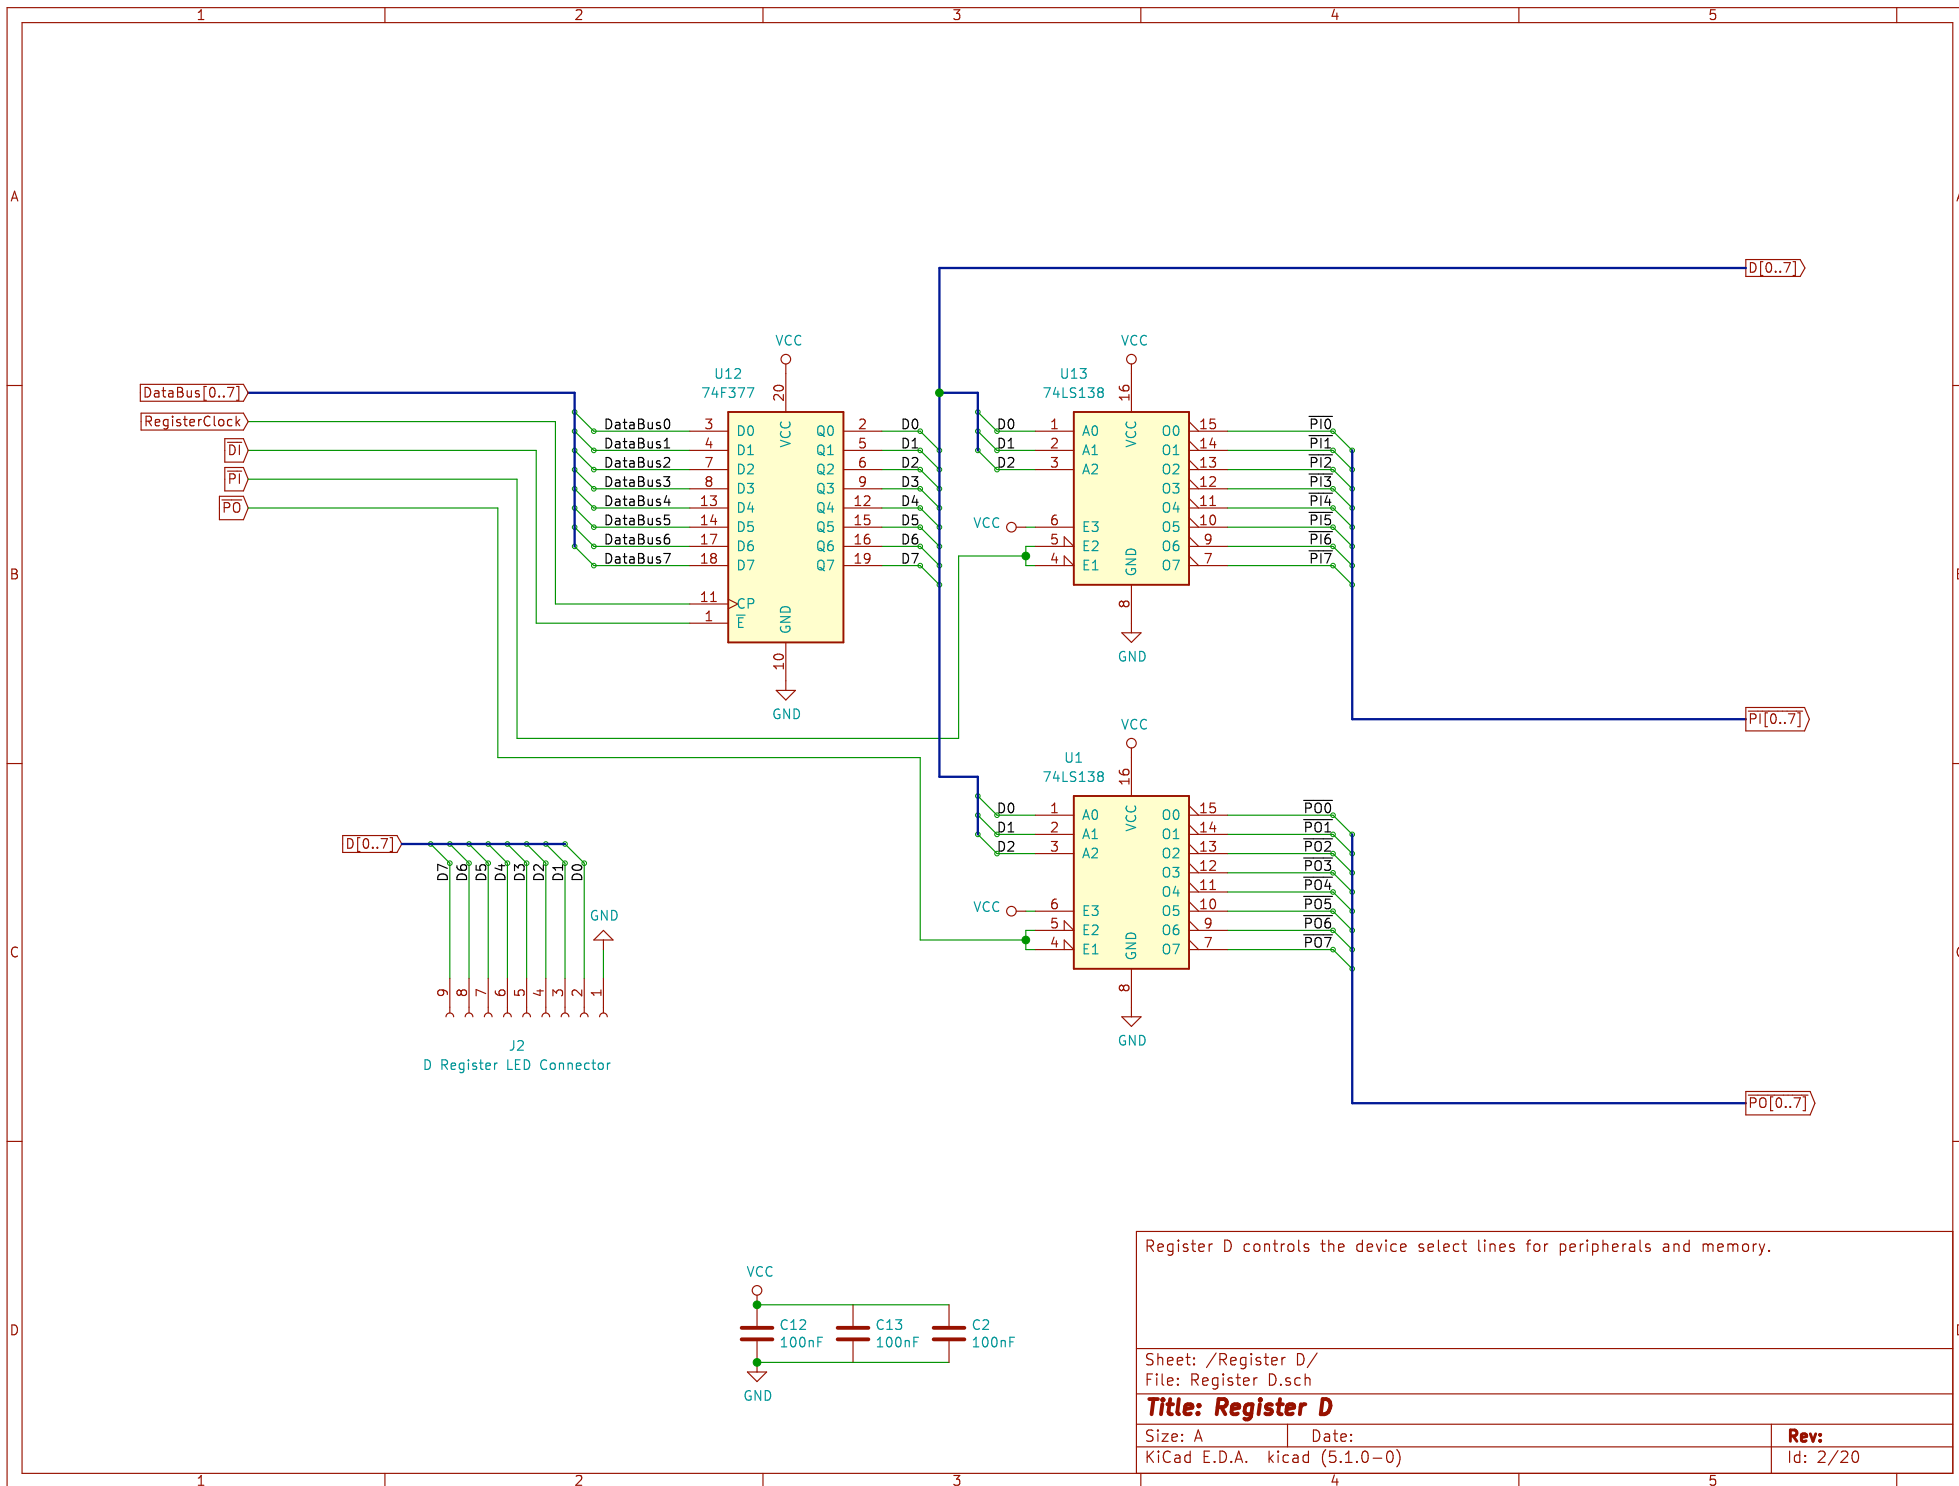 1 2 3 4 5
A
A
D[0..7]
VCC
VCC
U12
74F377
20
U13
74LS138
16
DataBus[0..7]
RegisterClock
DI
PI
PO
DataBus0 3 D0 VCC Q0 2 D0
DataBus1 4 D1 Q1 5 D1
DataBus2 7 D2 Q2 6 D2
DataBus3 8 D3 Q3 9 D3
DataBus4 13 D4 Q4 12 D4
DataBus5 14 D5 Q5 15 D5
DataBus6 17 D6 Q6 16 D6
DataBus7 18 D7 Q7 19 D7
11 CP
1 E
GND
10
GND
D0 1 A0 VCC O0 15 PI0
D1 2 A1 O1 14 PI1
D2 3 A2 O2 13 PI2
O3 12 PI3
O4 11 PI4
VCC 6 E3 O5 10 PI5
5 E2 O6 9 PI6
4 E1 GND O7 7 PI7
8
GND
B
PI[0..7]
VCC
U1
74LS138
16
D0 1 A0 VCC O0 15 PO0
D1 2 A1 O1 14 PO1
D2 3 A2 O2 13 PO2
O3 12 PO3
O4 11 PO4
VCC 6 E3 O5 10 PO5
5 E2 O6 9 PO6
4 E1 GND O7 7 PO7
8
GND
D[0..7]
D7 D6 D5 D4 D3 D2 D1 D0
GND
9 8 7 6 5 4 3 2 1
J2
D Register LED Connector
C
PO[0..7]
VCC
C12
100nF
C13
100nF
C2
100nF
GND
D
Register D controls the device select lines for peripherals and memory.
Sheet: /Register D/
File: Register D.sch
Title: Register D
Size: A Date: Rev:
KiCad E.D.A. kicad (5.1.0-0) Id: 2/20
1 2 3 4 5